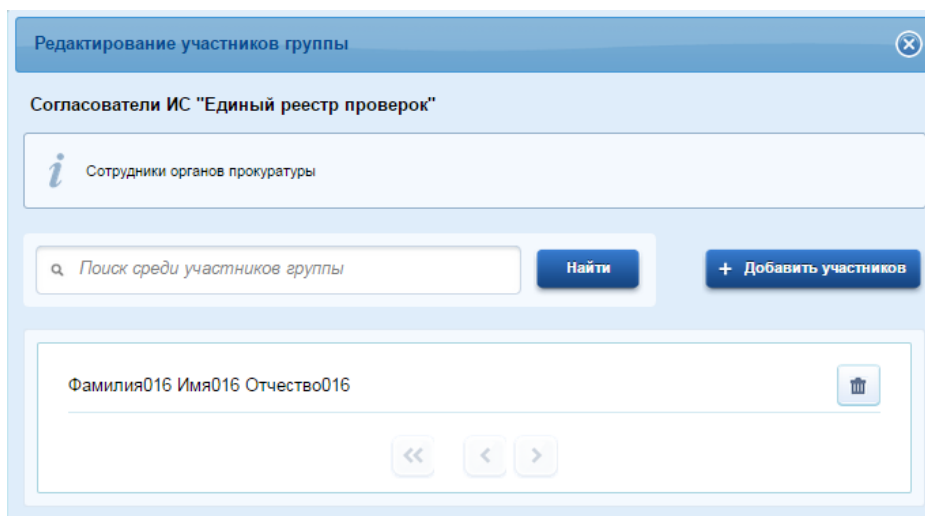 Редактирование участников группы
Согласователи ИС "Единый реестр проверок"
Сотрудники органов прокуратуры
Поиск среди участников группы
Найти
+ Добавить участников
Фамилия016 Имя016 Отчество016